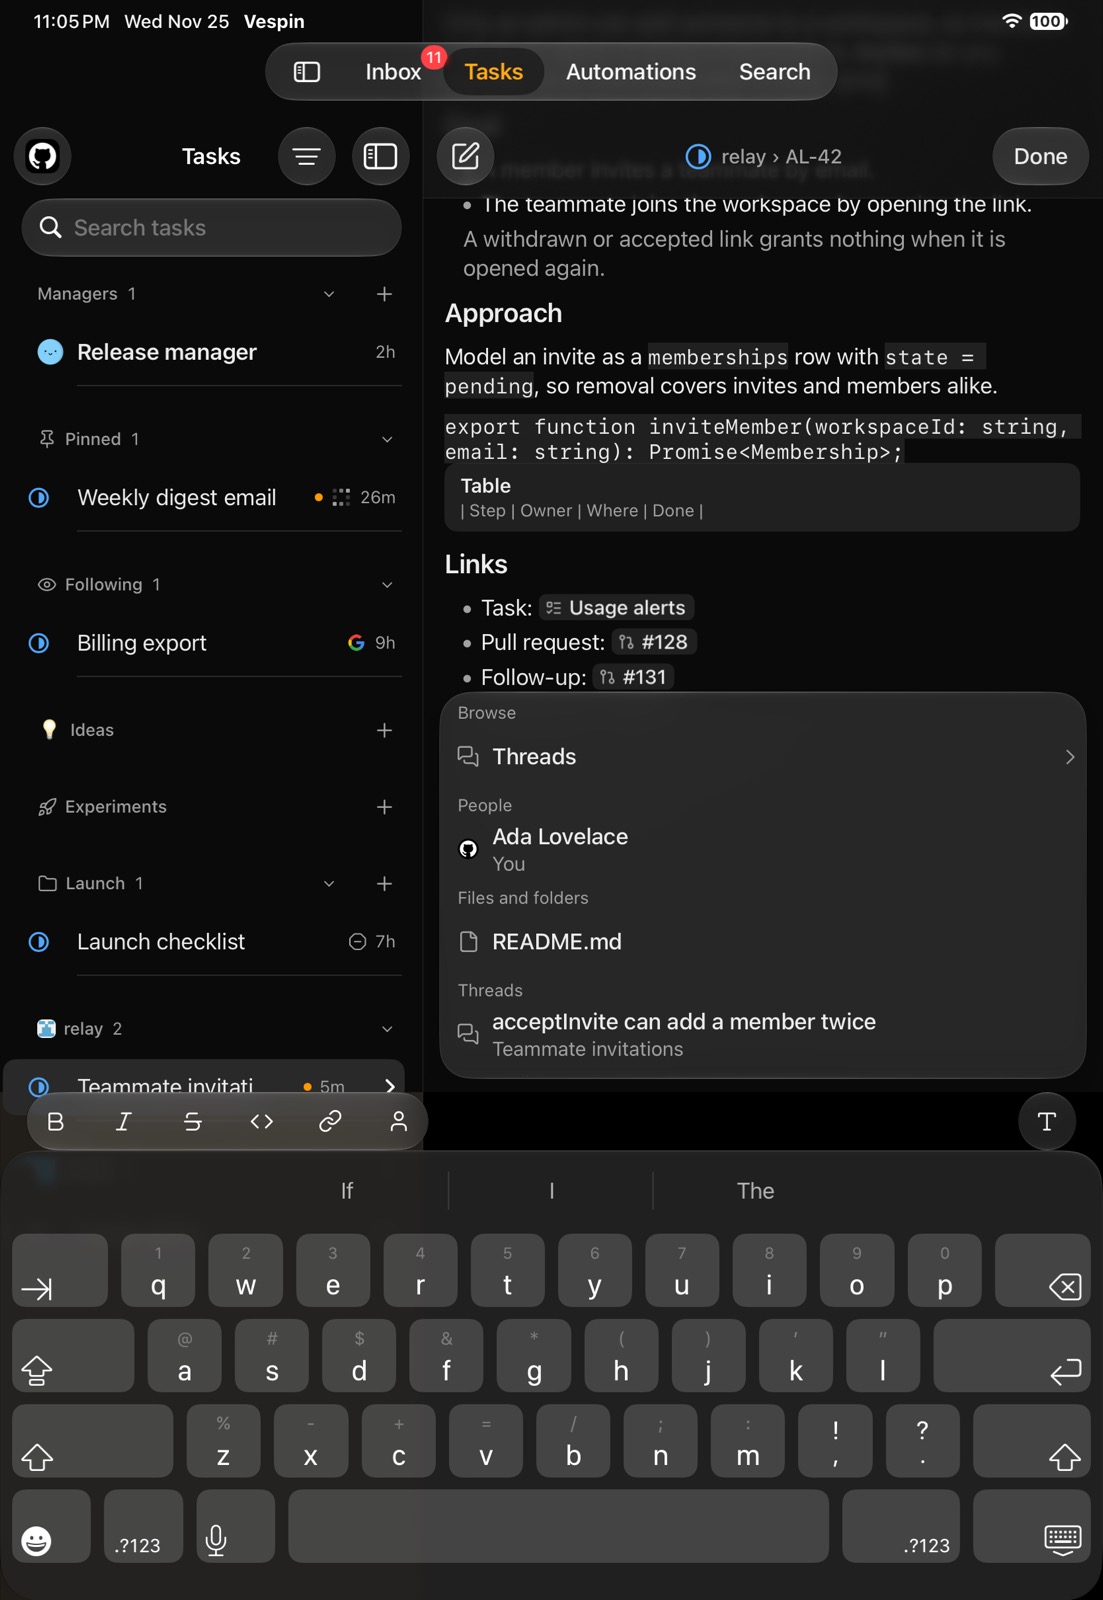 11:05 PM Wed Nov 25 Vespin
100
Inbox 11 Tasks Automations Search
Tasks
relay › AL-42
Done
Search tasks
Managers 1
Release manager 2h
Pinned 1
Weekly digest email 26m
Following 1
Billing export 9h
Ideas
Experiments
Launch 1
Launch checklist 7h
relay 2
Teammate invitati 5m
member invites a teammate by email.
The teammate joins the workspace by opening the link.
A withdrawn or accepted link grants nothing when it is
opened again.
Approach
Model an invite as a memberships row with state =
pending, so removal covers invites and members alike.
export function inviteMember(workspaceId: string,
email: string): Promise<Membership>;
Table
| Step | Owner | Where | Done |
Links
Task: Usage alerts
Pull request: #128
Follow-up: #131
Browse
Threads
People
Ada Lovelace
You
Files and folders
README.md
Threads
acceptInvite can add a member twice
Teammate invitations
B I S T
If I The
1 2 3 4 5 6 7 8 9 0
q w e r t y u i o p
@ # $ & * ( ) ' "
a s d f g h j k l
% - + = / ; : ! ?
z x c v b n m , .
.?123 .?123